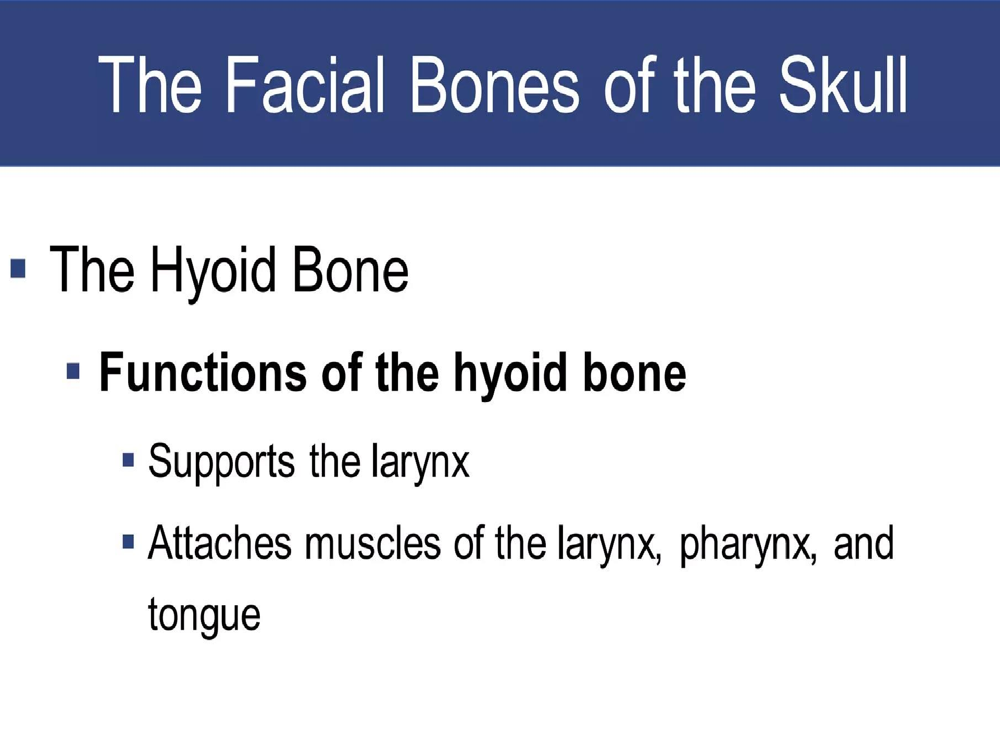 The Facial Bones of the Skull
The Hyoid Bone
Functions of the hyoid bone
Supports the larynx
Attaches muscles of the larynx, pharynx, and
tongue